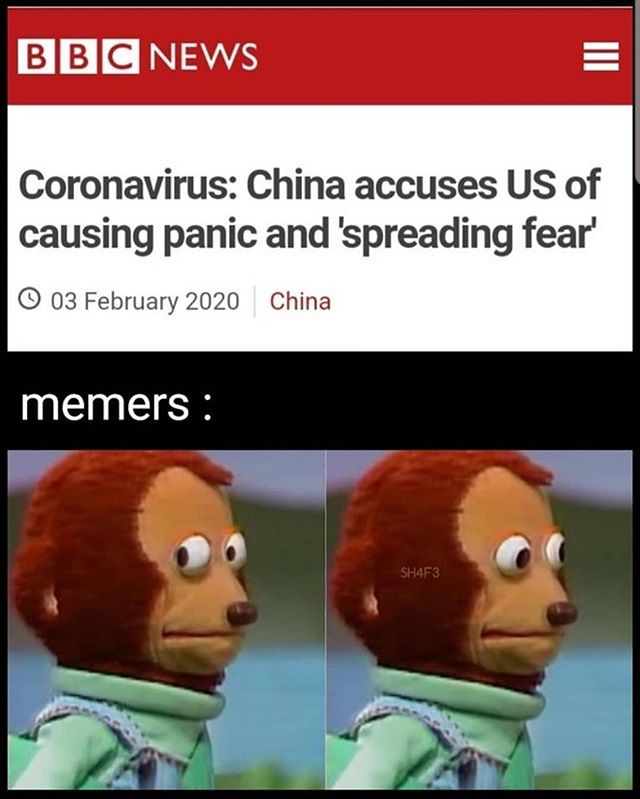 BBC NEWS
Coronavirus: China accuses US of
causing panic and 'spreading fear'
03 February 2020 | China
memers :
SH4F3